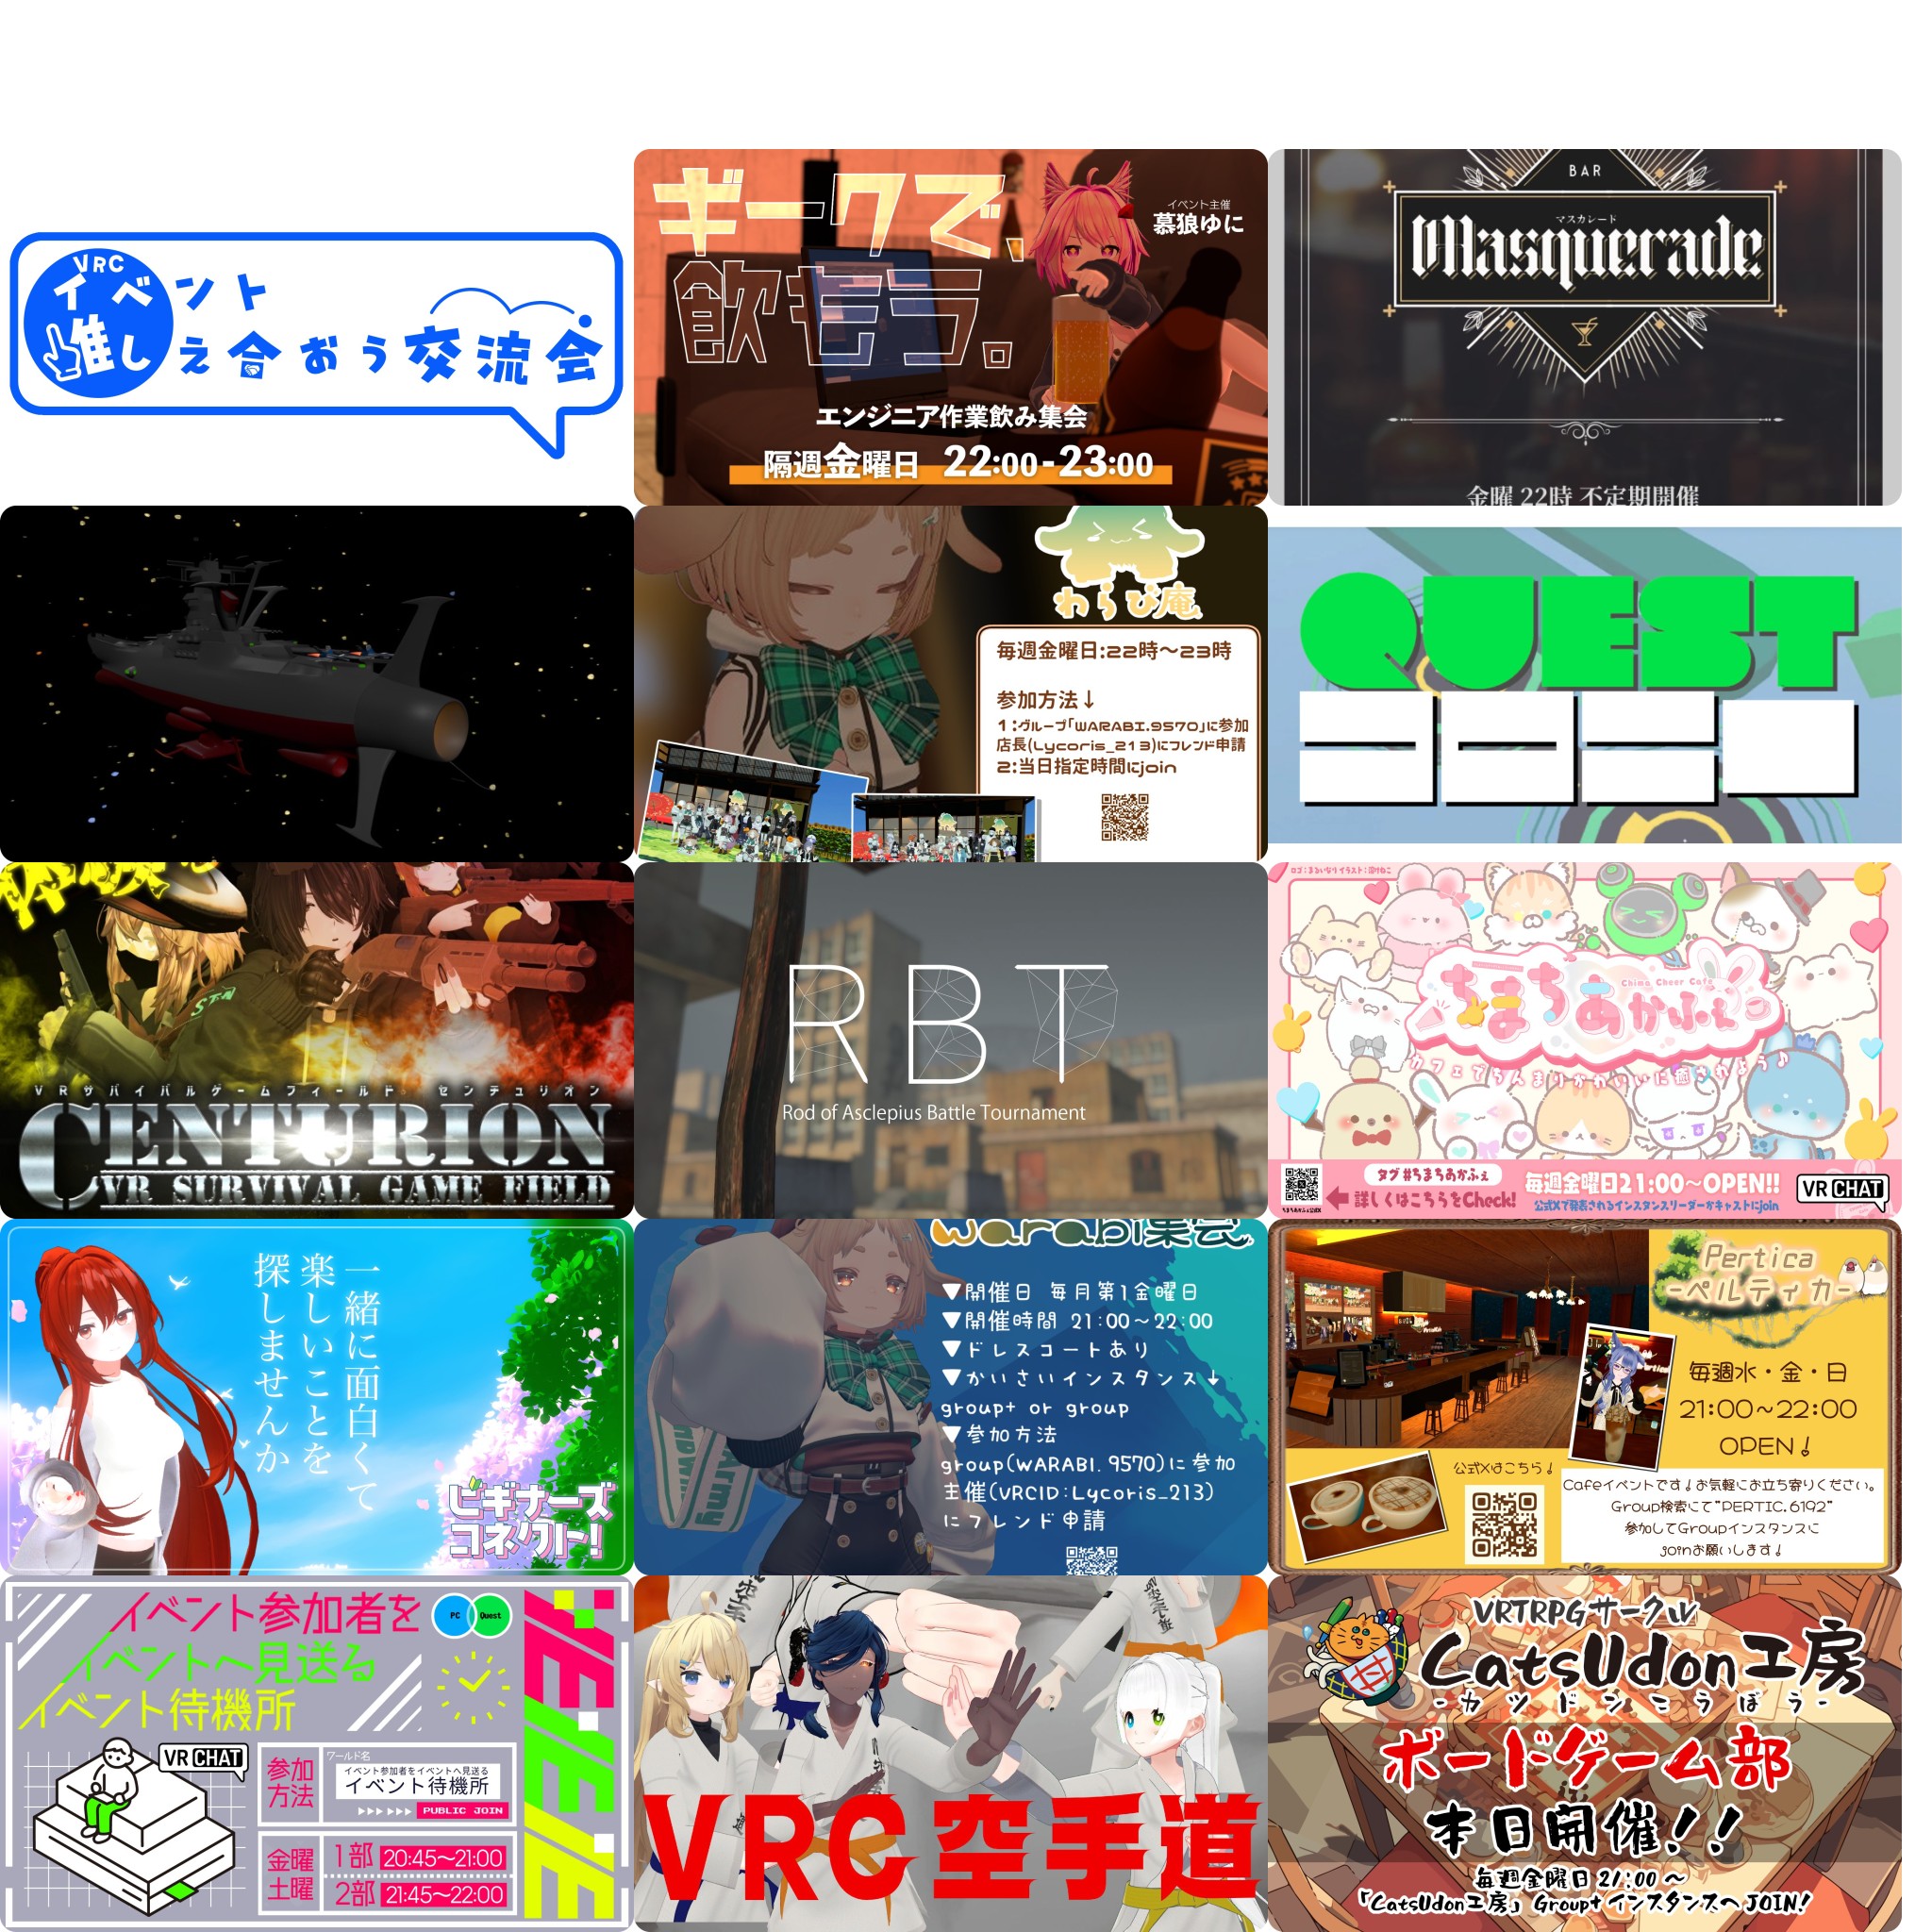 VRC
イベント
推し え合おう交流会
ギークで、
飲もう。
イベント主催
慕狼ゆに
エンジニア作業飲み集会
隔週金曜日 22:00-23:00
BAR
マスカレード
Masquerade
金曜 22時 不定期開催
わらび庵
毎週金曜日:22時〜23時
参加方法↓
1:グループ「WARABI.9570」に参加
店長(Lycoris_213)にフレンド申請
2:当日指定時間にjoin
QUEST
体験
STN
VRサバイバルゲームフィールド センチュリオン
CENTURION
VR SURVIVAL GAME FIELD
RBT
Rod of Asclepius Battle Tournament
ロゴ:まるいなり イラスト:溶けねこ
Chima Cheer Cafe
ちまちあかふぇ
カフェでちんまりかわいいに癒されよう♪
タグ #ちまちあかふぇ
詳しくはこちらをCheck!
毎週金曜日21:00〜OPEN!!
公式Xで発表されるインスタンスリーダーかキャストにjoin
VRCHAT
一緒に面白くて
楽しいことを
探しませんか
ビギナーズ
コネクト!
warabi集会
▼開催日 毎月第1金曜日
▼開催時間 21:00〜22:00
▼ドレスコートあり
▼かいさいインスタンス↓
group+ or group
▼参加方法
group(WARABI.9570)に参加
主催(VRCID:Lycoris_213)
にフレンド申請
Pertica
-ペルティカ-
毎週水・金・日
21:00~22:00
OPEN!
公式Xはこちら!
Cafeイベントです!お気軽にお立ち寄りください。
Group検索にて"PERTIC.6192"
参加してGroupインスタンスに
joinお願いします!
イベント参加者を
イベントへ見送る
イベント待機所
PC Quest
VRCHAT
参加方法
ワールド名
イベント参加者をイベントへ見送る
イベント待機所
PUBLIC JOIN
金曜
土曜
1部 20:45〜21:00
2部 21:45〜22:00
VRC空手道
VRTRPGサークル
CatsUdon工房
-カツドンこうぼう-
ボードゲーム部
本日開催!!
毎週金曜日 21:00〜
「CatsUdon工房」Group+インスタンスへJOIN!